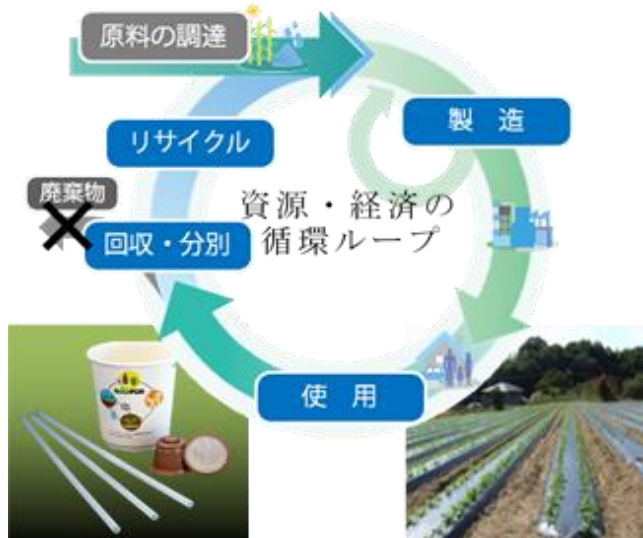 原料の調達
製 造
リサイクル
廃棄物
資源・経済の
循環ループ
回収・分別
使 用